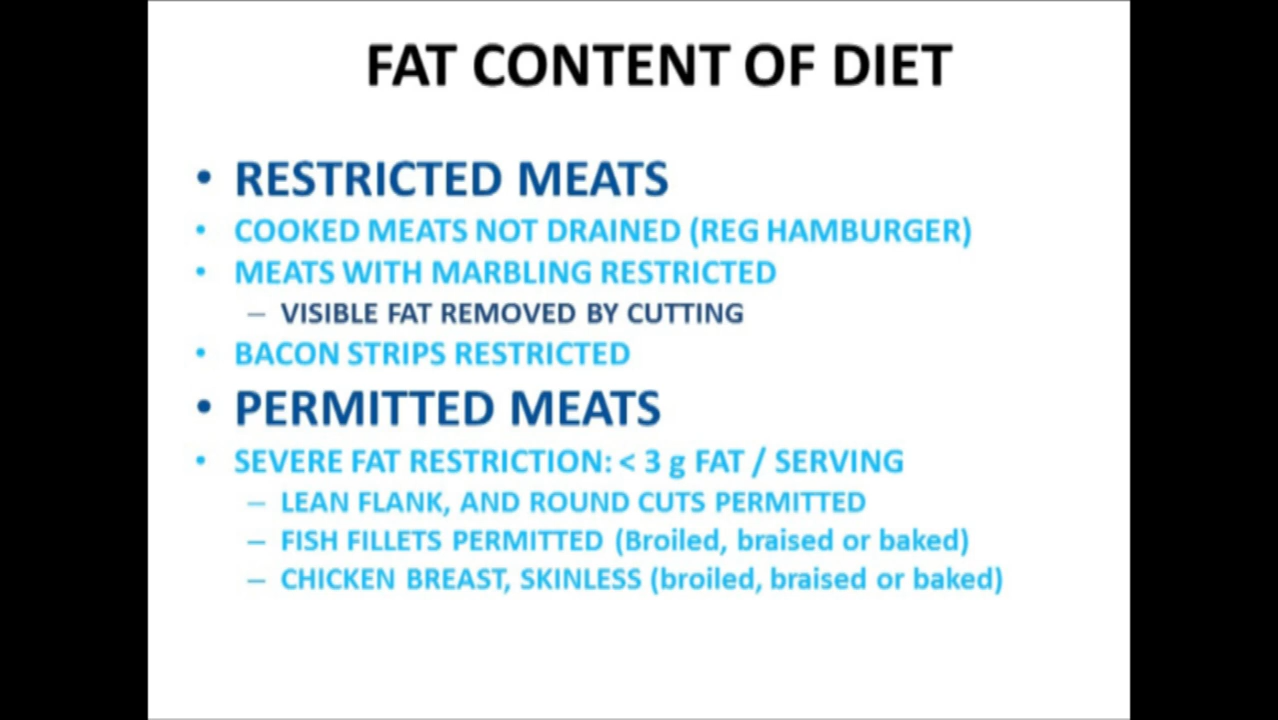 FAT CONTENT OF DIET
• RESTRICTED MEATS
• COOKED MEATS NOT DRAINED (REG HAMBURGER)
• MEATS WITH MARBLING RESTRICTED
– VISIBLE FAT REMOVED BY CUTTING
• BACON STRIPS RESTRICTED
• PERMITTED MEATS
• SEVERE FAT RESTRICTION: < 3 g FAT / SERVING
– LEAN FLANK, AND ROUND CUTS PERMITTED
– FISH FILLETS PERMITTED (Broiled, braised or baked)
– CHICKEN BREAST, SKINLESS (broiled, braised or baked)